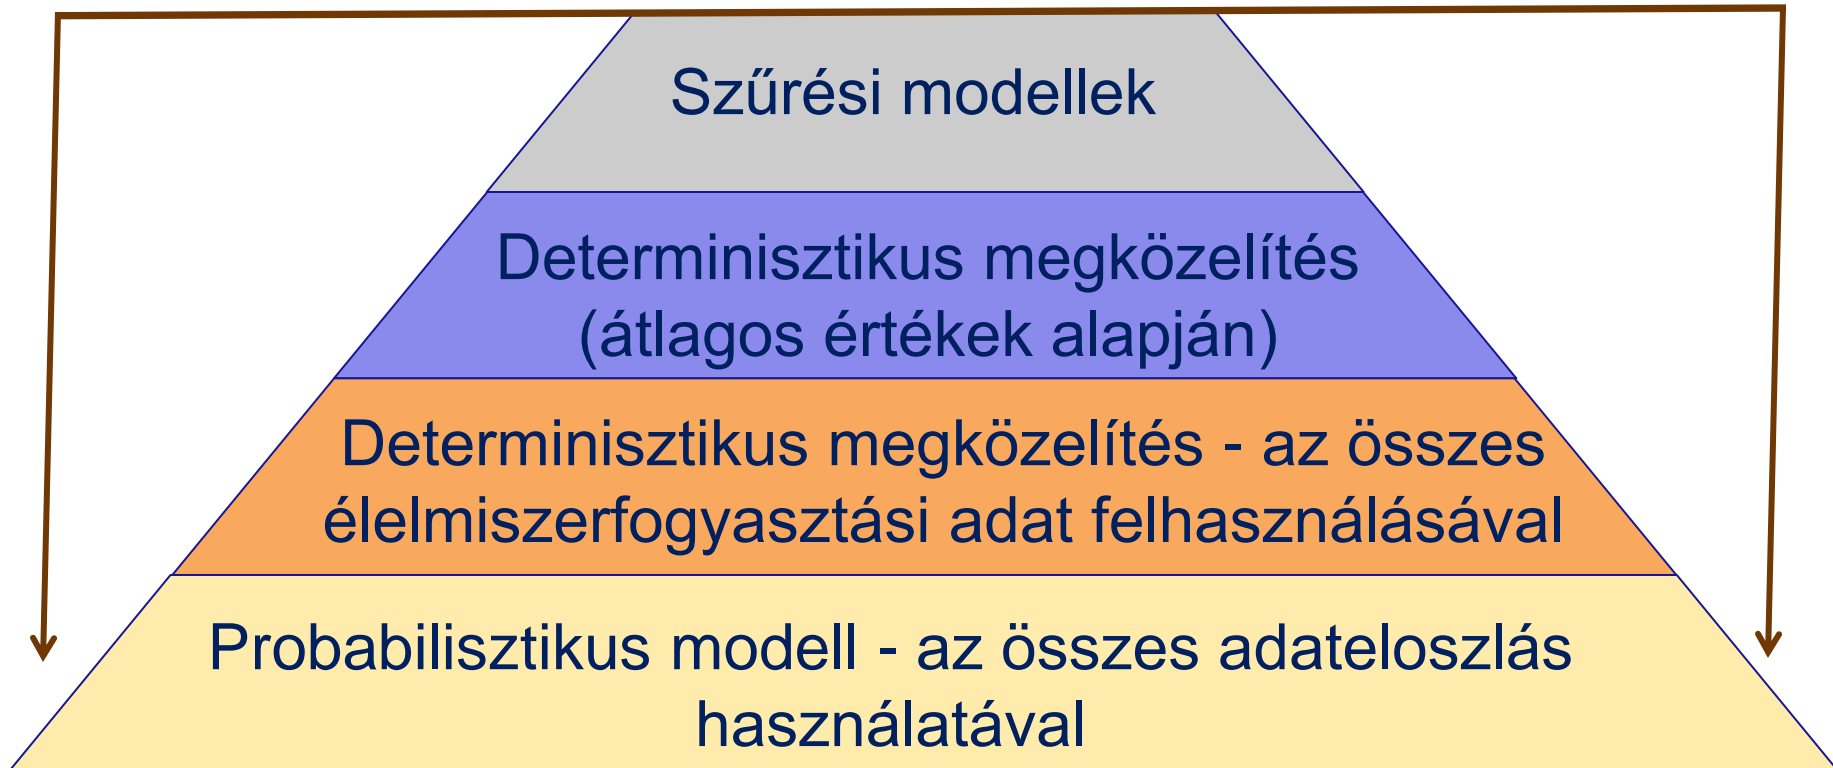 Szűrési modellek
Determinisztikus megközelítés
(átlagos értékek alapján)
Determinisztikus megközelítés - az összes
élelmiszerfogyasztási adat felhasználásával
Probabilisztikus modell - az összes adateloszlás
használatával